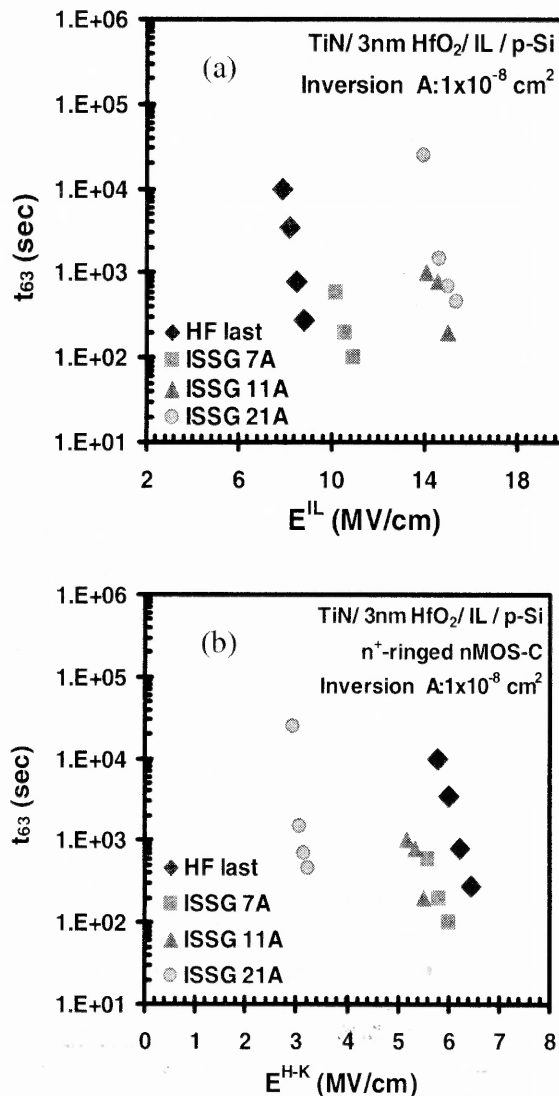 1.E+06
TiN/ 3nm HfO₂/ IL / p-Si
(a)
Inversion A:1x10⁻⁸ cm²
1.E+05
1.E+04
t₆₃ (sec)
1.E+03
HF last
1.E+02
ISSG 7A
ISSG 11A
ISSG 21A
1.E+01
2 6 10 14 18
E^IL (MV/cm)
1.E+06
TiN/ 3nm HfO₂/ IL / p-Si
(b)
n⁺-ringed nMOS-C
1.E+05
Inversion A:1x10⁻⁸ cm²
1.E+04
t₆₃ (sec)
1.E+03
HF last
ISSG 7A
1.E+02
ISSG 11A
ISSG 21A
1.E+01
0 1 2 3 4 5 6 7 8
E^H-K (MV/cm)